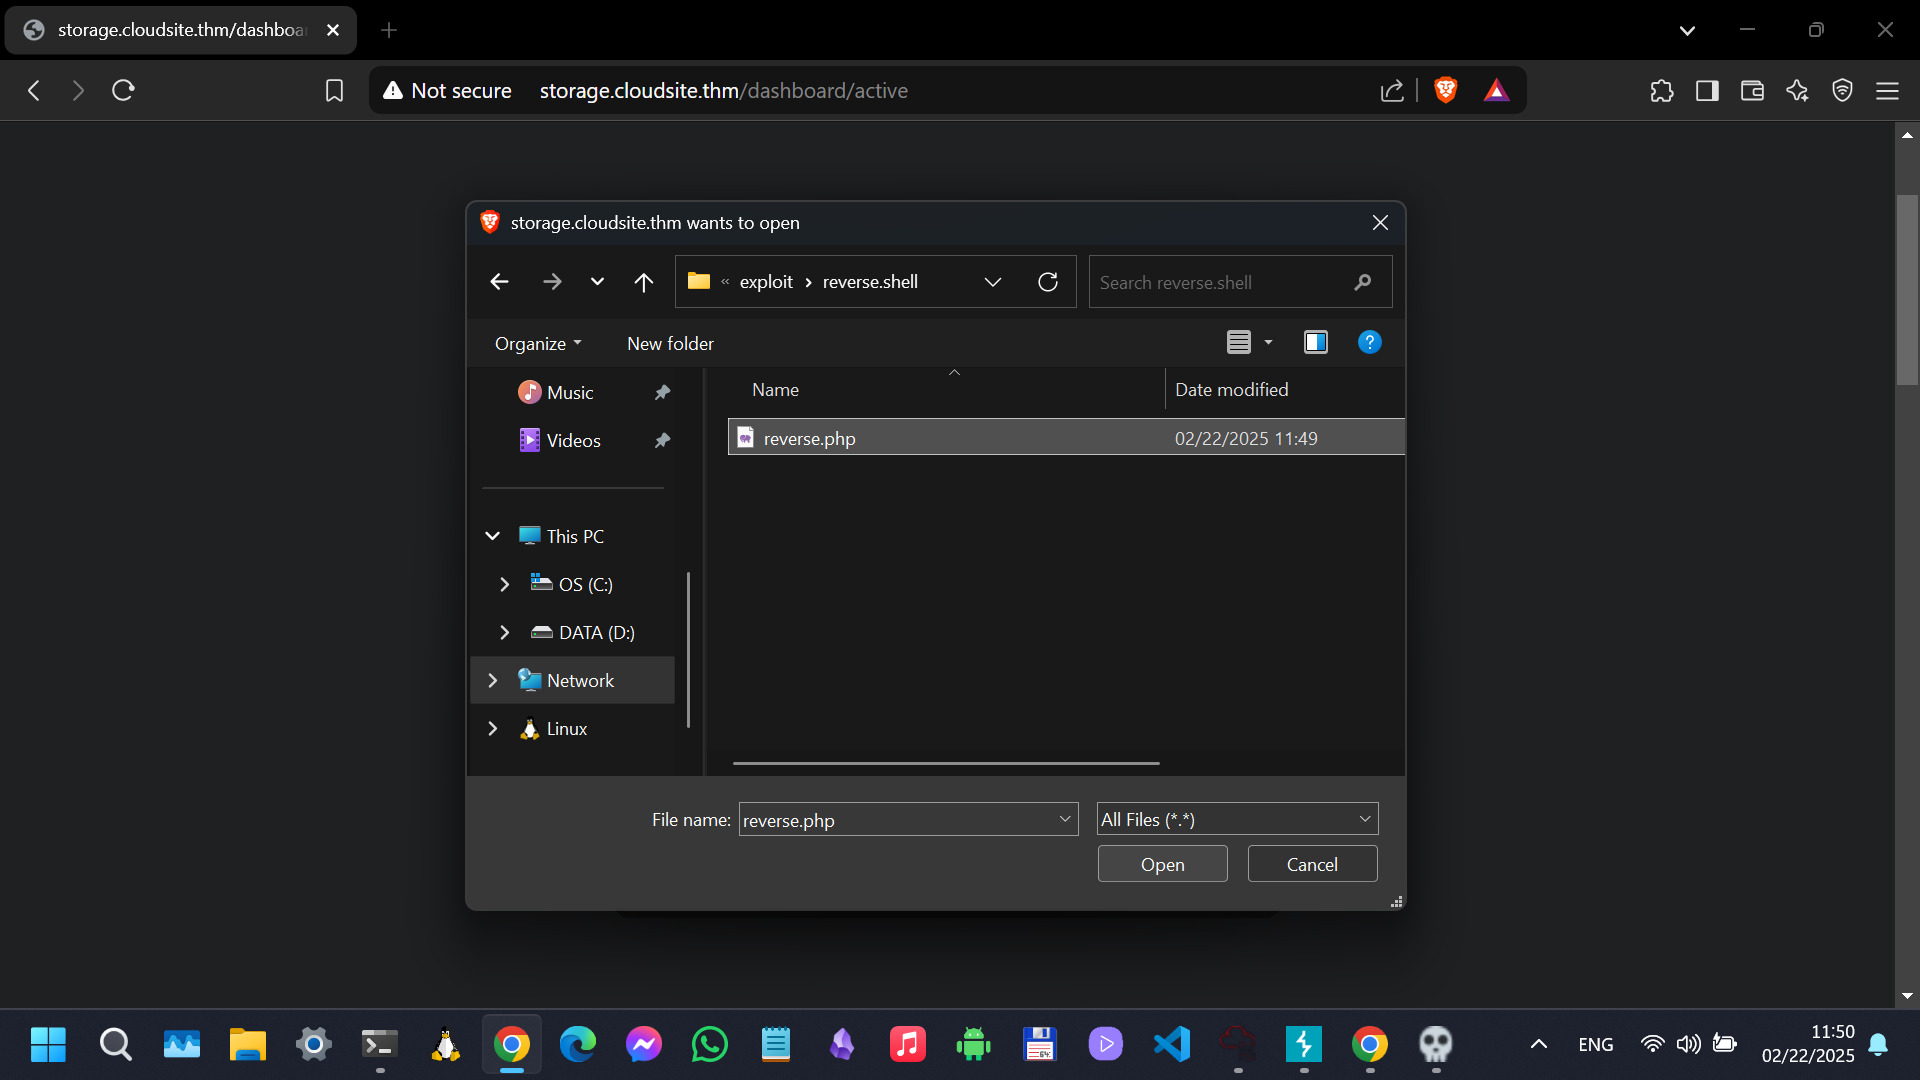 storage.cloudsite.thm/dashboa
Not secure storage.cloudsite.thm/dashboard/active
storage.cloudsite.thm wants to open
« exploit › reverse.shell
Search reverse.shell
Organize
New folder
?
Music
Videos
This PC
OS (C:)
DATA (D:)
Network
Linux
Name
Date modified
reverse.php
02/22/2025 11:49
File name: reverse.php
All Files (*.*)
Open
Cancel
64
ENG
11:50
02/22/2025